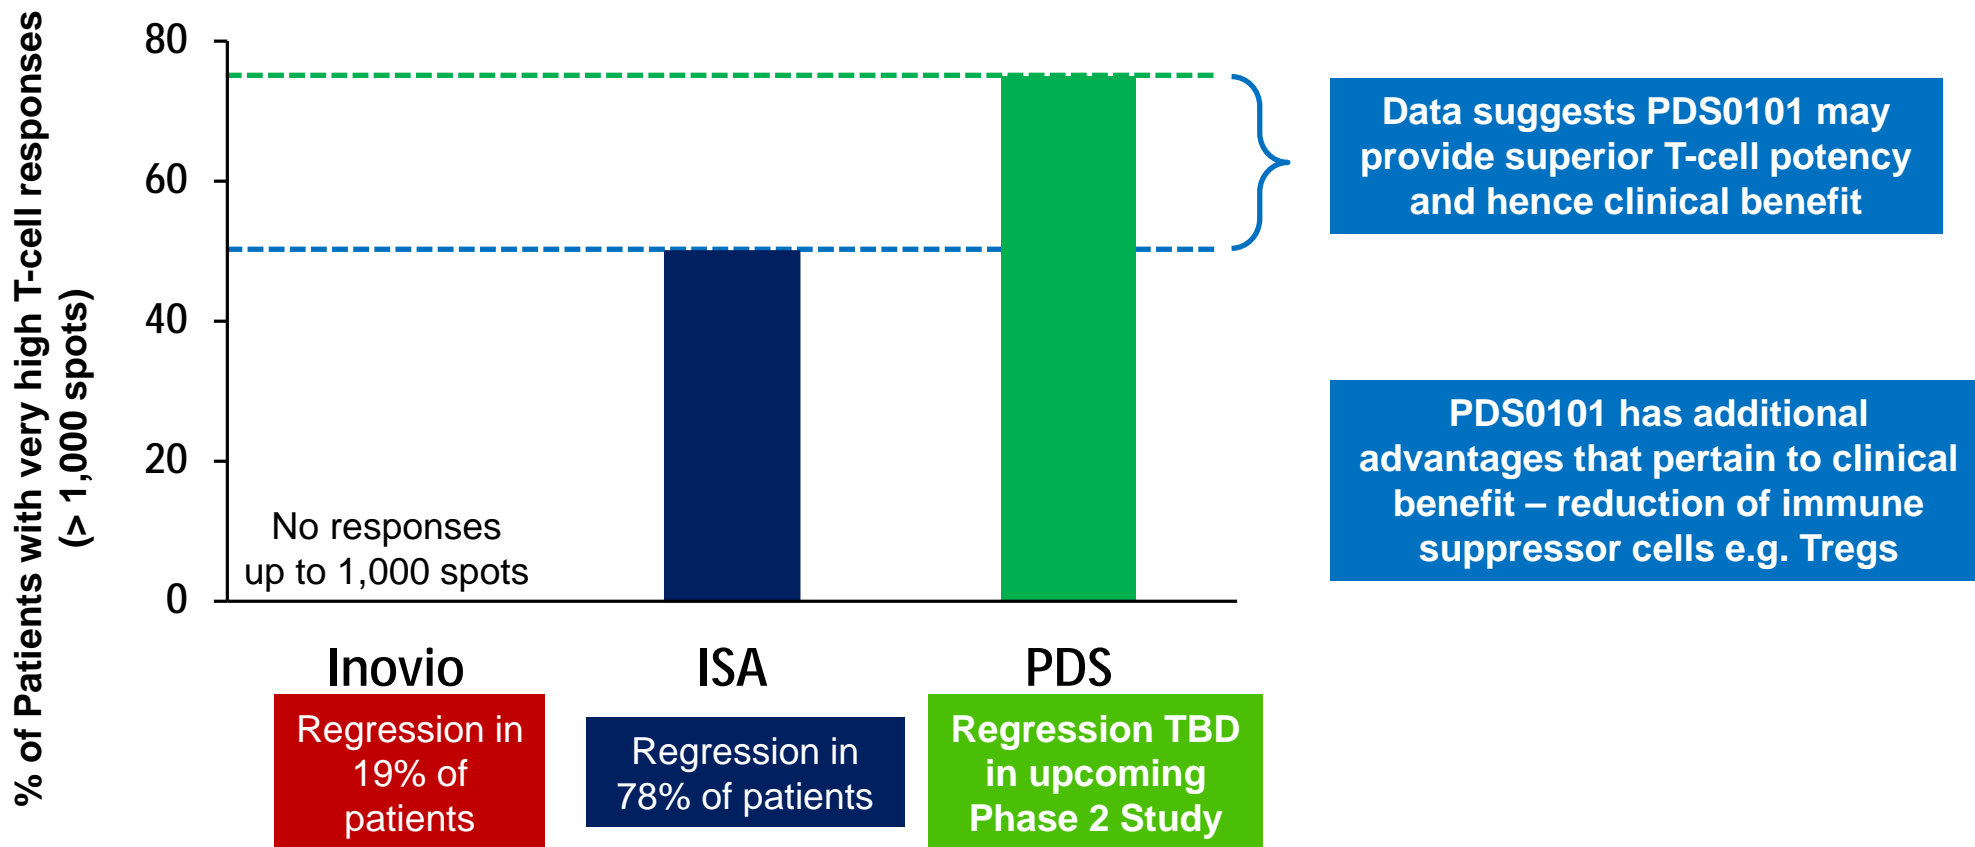 % of Patients with very high T-cell responses
(> 1,000 spots)
80
60
40
20
0
No responses
up to 1,000 spots
Inovio
ISA
PDS
Regression in
19% of
patients
Regression in
78% of patients
Regression TBD
in upcoming
Phase 2 Study
Data suggests PDS0101 may
provide superior T-cell potency
and hence clinical benefit
PDS0101 has additional
advantages that pertain to clinical
benefit – reduction of immune
suppressor cells e.g. Tregs